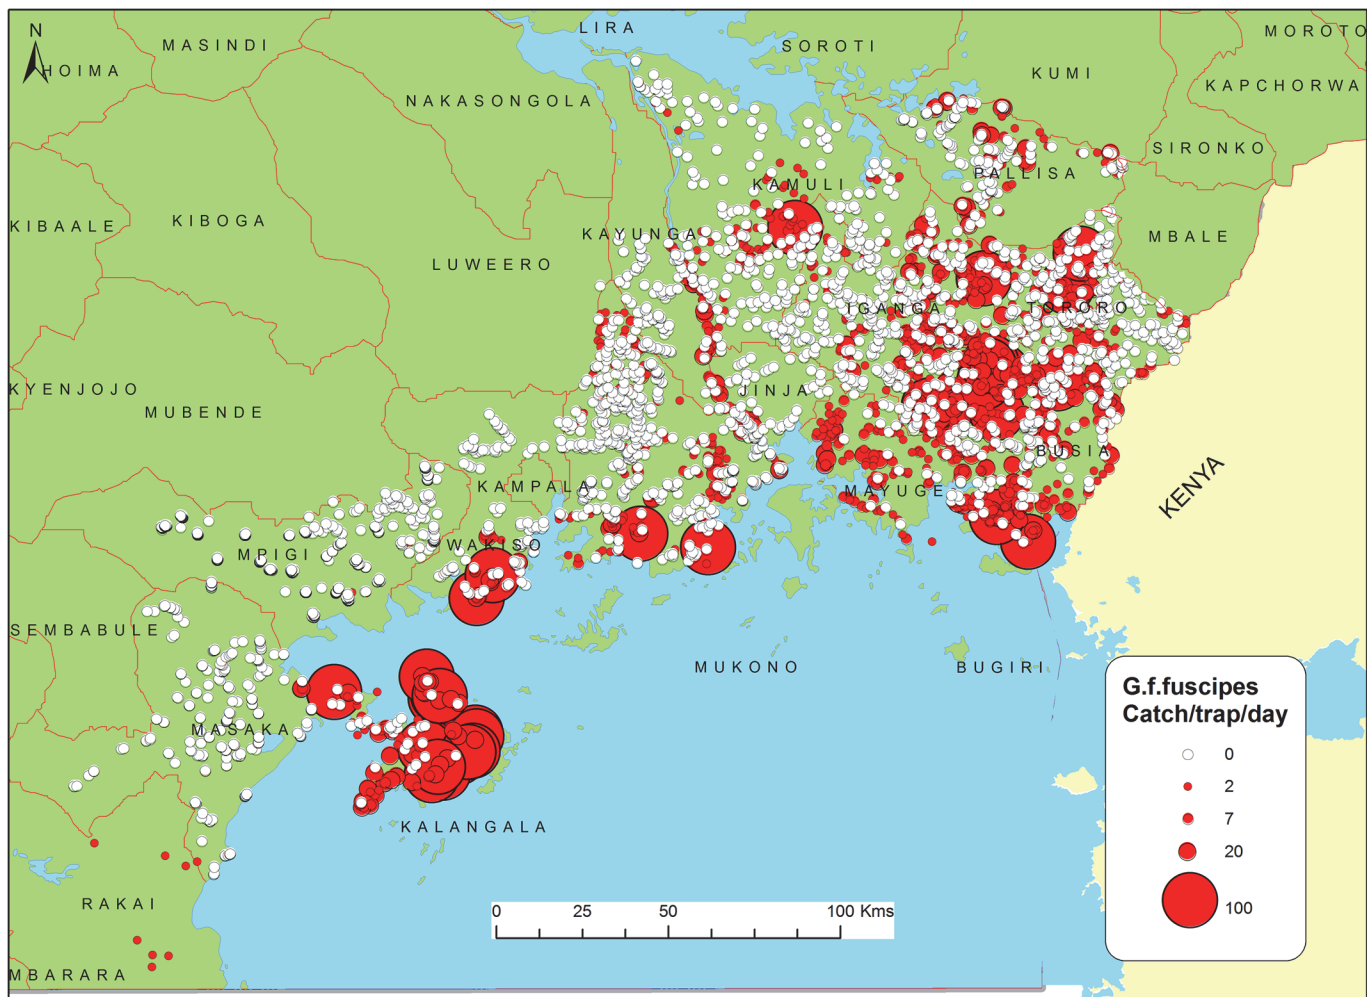 N
LIRA
MOROTO
MASINDI
SOROTI
HOIMA
KUMI
KAPCHORWA
NAKASONGOLA
SIRONKO
PALLISA
KAMULI
KIBAALE
KIBOGA
KAYUNGA
MBALE
LUWEERO
IGANGA
TORORO
KYENJOJO
JINJA
MUBENDE
BUSIA
KENYA
KAMPALA
MAYUGE
WAKISO
MPIGI
SEMBABULE
MUKONO
BUGIRI
MASAKA
KALANGALA
RAKAI
MBARARA
G.f.fuscipes
Catch/trap/day
0
2
7
20
100
0 25 50 100 Kms